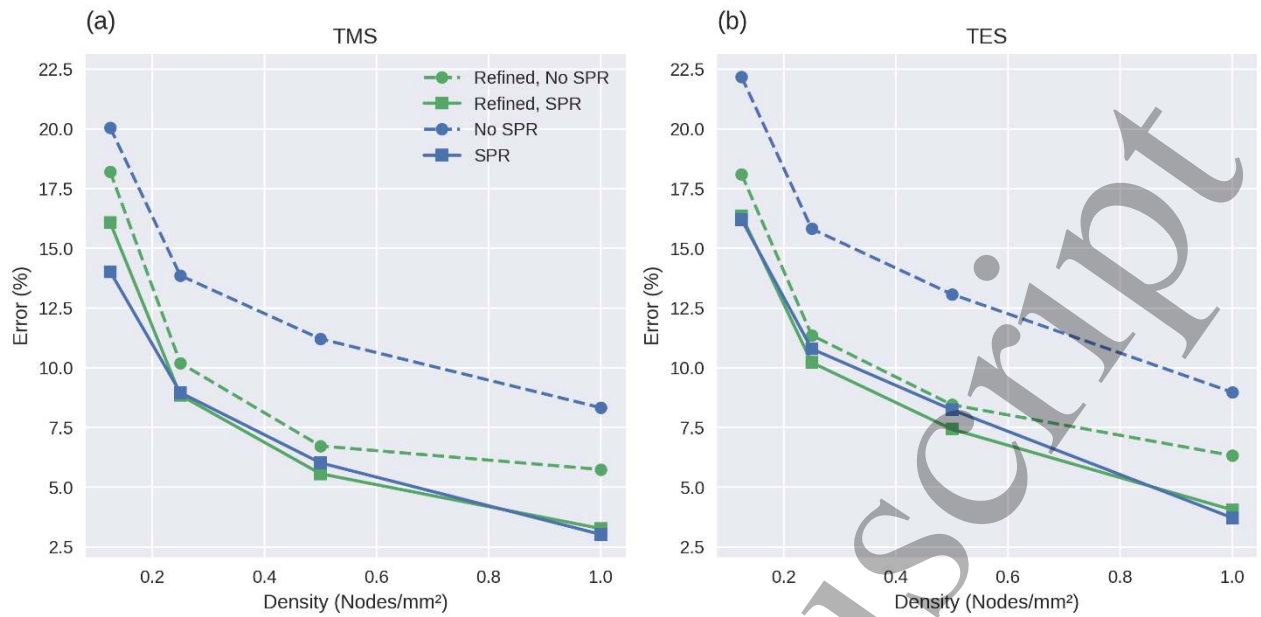 (a)
TMS
22.5
20.0
17.5
15.0
12.5
10.0
7.5
5.0
2.5
Error (%)
0.2
0.4
0.6
0.8
1.0
Density (Nodes/mm²)
Refined, No SPR
Refined, SPR
No SPR
SPR
(b)
TES
22.5
20.0
17.5
15.0
12.5
10.0
7.5
5.0
2.5
Error (%)
0.2
0.4
0.6
0.8
1.0
Density (Nodes/mm²)
script